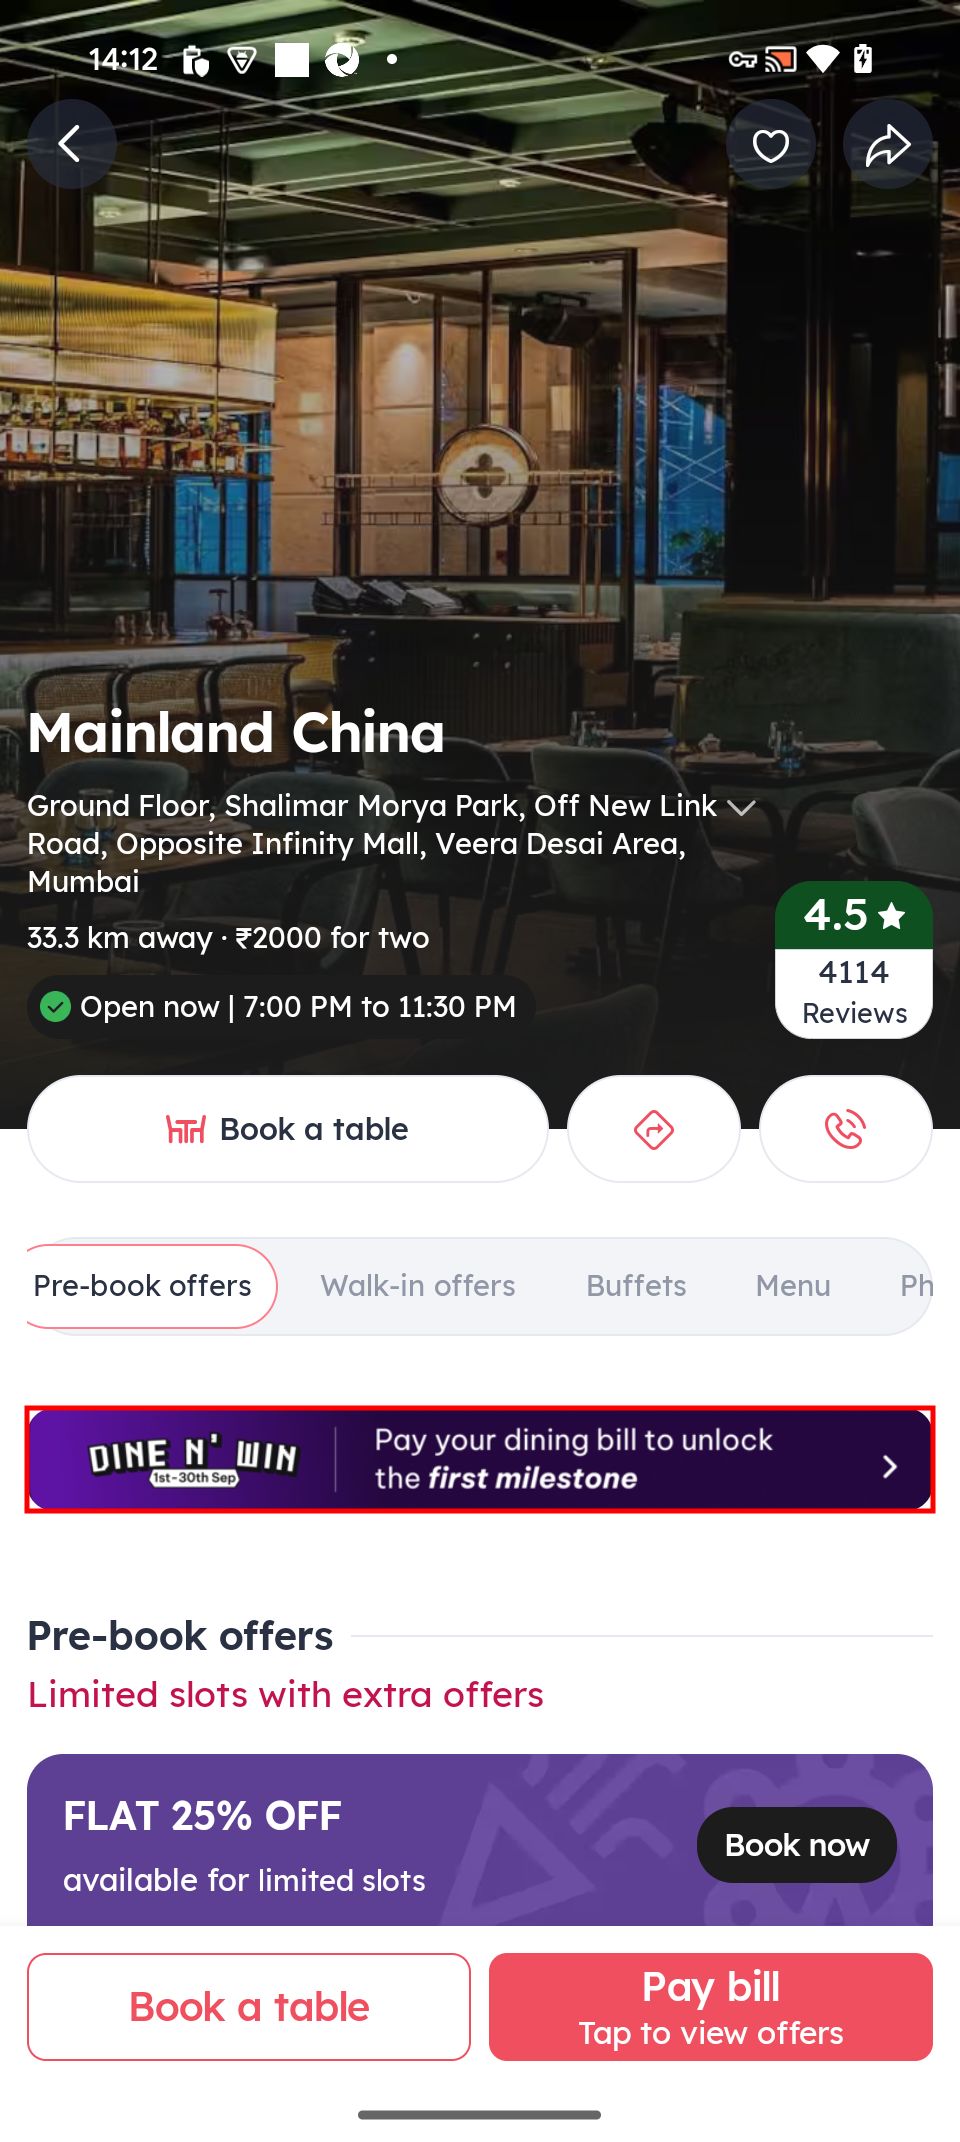 14:12
Mainland China
Ground Floor, Shalimar Morya Park, Off New Link
Road, Opposite Infinity Mall, Veera Desai Area,
Mumbai
33.3 km away · ₹2000 for two
Open now | 7:00 PM to 11:30 PM
4.5
4114
Reviews
Book a table
Pre-book offers
Walk-in offers
Buffets
Menu
Ph
DINE N' WIN
1st-30th Sep
Pay your dining bill to unlock
the first milestone
Pre-book offers
Limited slots with extra offers
FLAT 25% OFF
available for limited slots
Book now
Book a table
Pay bill
Tap to view offers